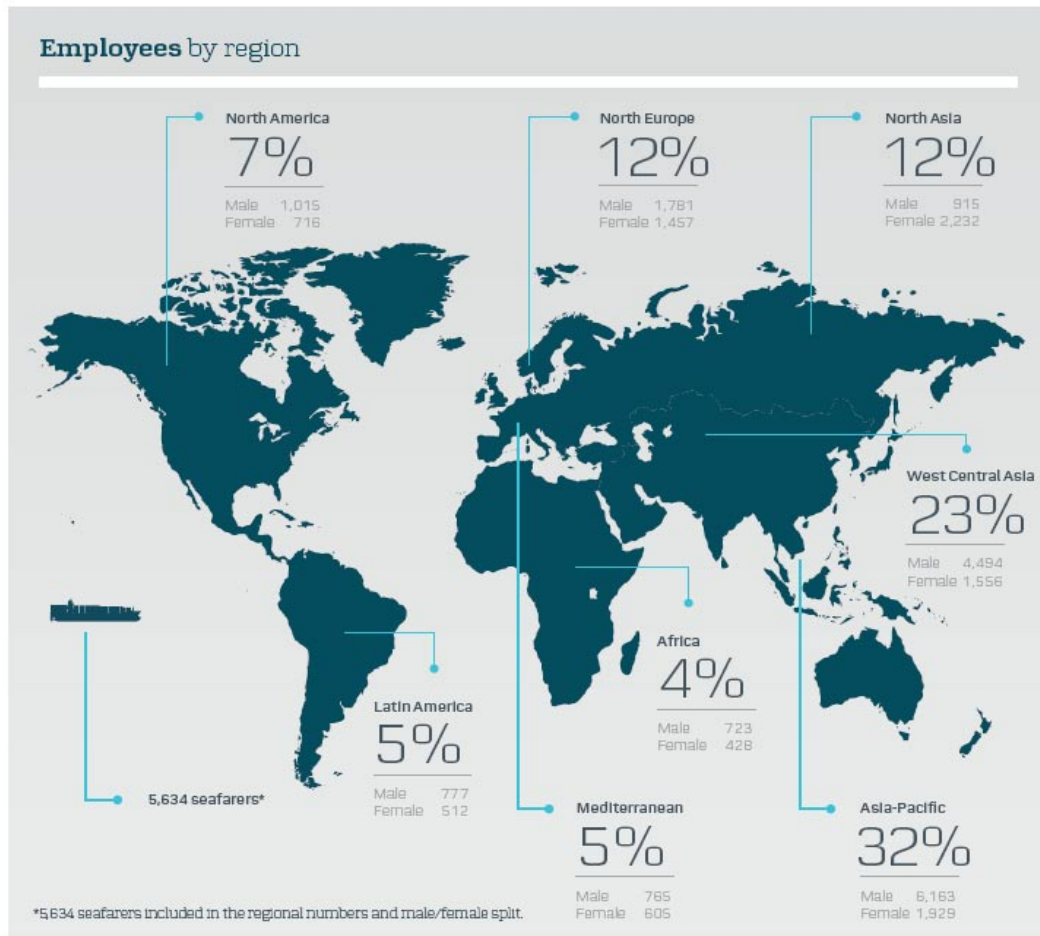 Employees by region
North America
7%
Male 1,015
Female 716
North Europe
12%
Male 1,781
Female 1,457
North Asia
12%
Male 915
Female 2,232
West Central Asia
23%
Male 4,494
Female 1,556
Africa
4%
Male 723
Female 428
Latin America
5%
Male 777
Female 512
5,634 seafarers*
Mediterranean
5%
Male 765
Female 605
Asia-Pacific
32%
Male 6,163
Female 1,929
*5,634 seafarers included in the regional numbers and male/female split.